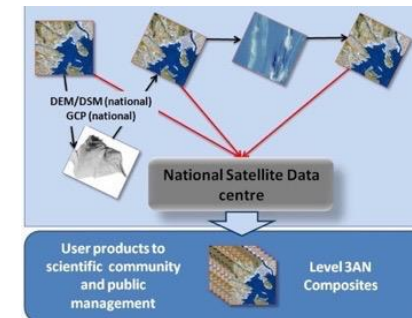 DEM/DSM (national)
GCP (national)
National Satellite Data
centre
User products to
scientific community
and public
management
Level 3AN
Composites